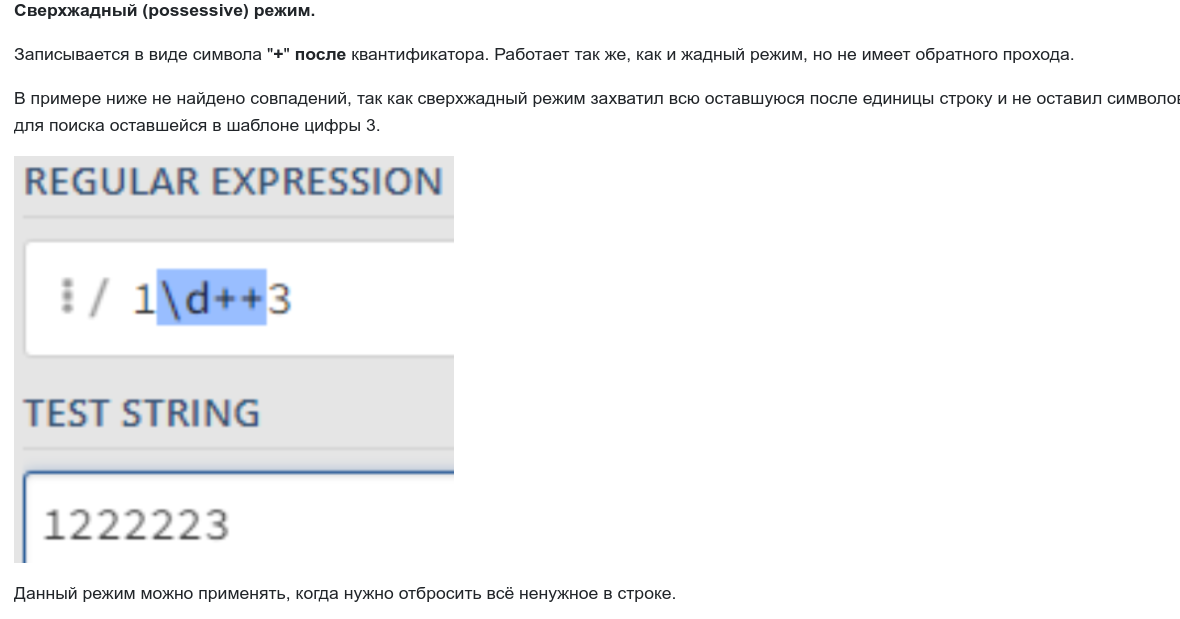 Сверхжадный (possessive) режим.
Записывается в виде символа "+" после квантификатора. Работает так же, как и жадный режим, но не имеет обратного прохода.
В примере ниже не найдено совпадений, так как сверхжадный режим захватил всю оставшуюся после единицы строку и не оставил символов
для поиска оставшейся в шаблоне цифры 3.
REGULAR EXPRESSION
⋮ / 1\d++3
TEST STRING
1222223
Данный режим можно применять, когда нужно отбросить всё ненужное в строке.